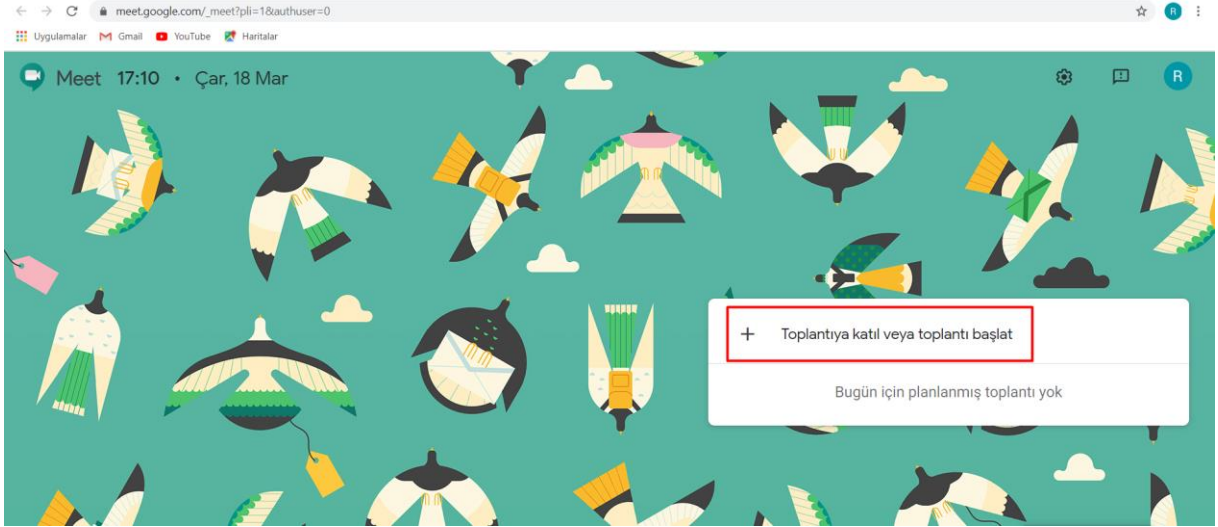 meet.google.com/_meet?pli=1&authuser=0
R
Uygulamalar Gmail YouTube Haritalar
Meet 17:10 • Çar, 18 Mar
R
Toplantıya katıl veya toplantı başlat
Bugün için planlanmış toplantı yok